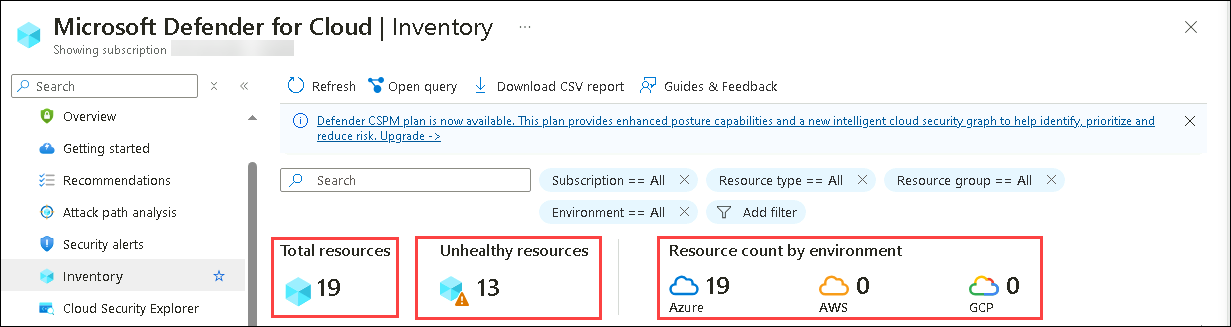 Microsoft Defender for Cloud | Inventory ...
Showing subscription
Search
Overview
Getting started
Recommendations
Attack path analysis
Security alerts
Inventory
Cloud Security Explorer
Refresh
Open query
Download CSV report
Guides & Feedback
Defender CSPM plan is now available. This plan provides enhanced posture capabilities and a new intelligent cloud security graph to help identify, prioritize and
reduce risk. Upgrade ->
Search
Subscription == All
Resource type == All
Resource group == All
Environment == All
Add filter
Total resources
19
Unhealthy resources
13
Resource count by environment
19
Azure
0
AWS
0
GCP